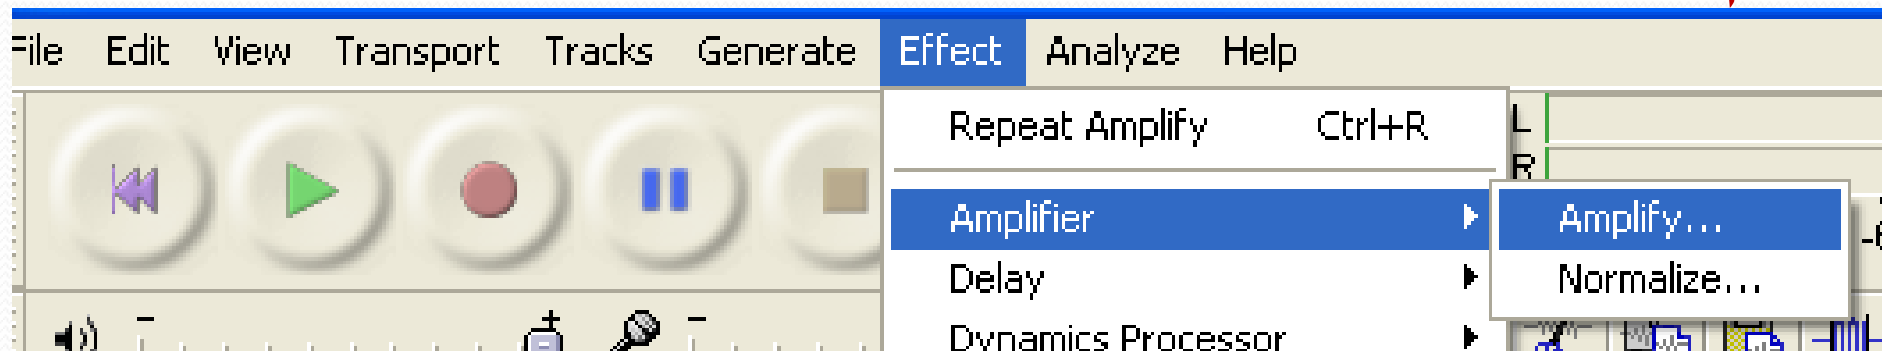 File Edit View Transport Tracks Generate Effect Analyze Help
Repeat Amplify Ctrl+R
L
R
Amplifier
Amplify...
Delay
Normalize...
Dynamics Processor